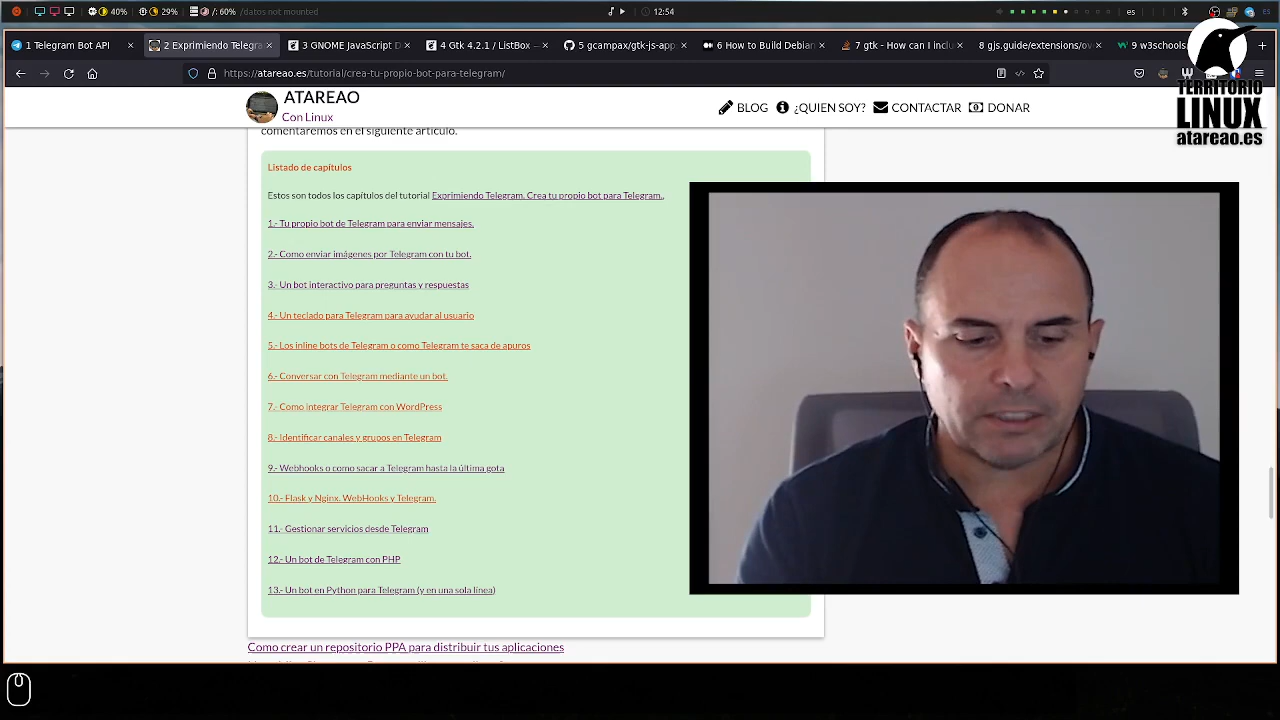 40%
29%
/: 60%
/datos not mounted
12:54
es
ES
1 Telegram Bot API
2 Exprimiendo Telegra
3 GNOME JavaScript D
4 Gtk 4.2.1 / ListBox —
5 gcampax/gtk-js-app
6 How to Build Debian
7 gtk - How can I inclu
8 gjs.guide/extensions/ov
9 w3schools
https://atareao.es/tutorial/crea-tu-propio-bot-para-telegram/
ATAREAO
Con Linux
BLOG
¿QUIEN SOY?
CONTACTAR
DONAR
TERRITORIO
LINUX
atareao.es
comentaremos en el siguiente artículo.
Listado de capítulos
Estos son todos los capítulos del tutorial Exprimiendo Telegram. Crea tu propio bot para Telegram..
1.- Tu propio bot de Telegram para enviar mensajes.
2.- Como enviar imágenes por Telegram con tu bot.
3.- Un bot interactivo para preguntas y respuestas
4.- Un teclado para Telegram para ayudar al usuario
5.- Los inline bots de Telegram o como Telegram te saca de apuros
6.- Conversar con Telegram mediante un bot.
7.- Como integrar Telegram con WordPress
8.- Identificar canales y grupos en Telegram
9.- Webhooks o como sacar a Telegram hasta la última gota
10.- Flask y Nginx. WebHooks y Telegram.
11.- Gestionar servicios desde Telegram
12.- Un bot de Telegram con PHP
13.- Un bot en Python para Telegram (y en una sola línea)
Como crear un repositorio PPA para distribuir tus aplicaciones